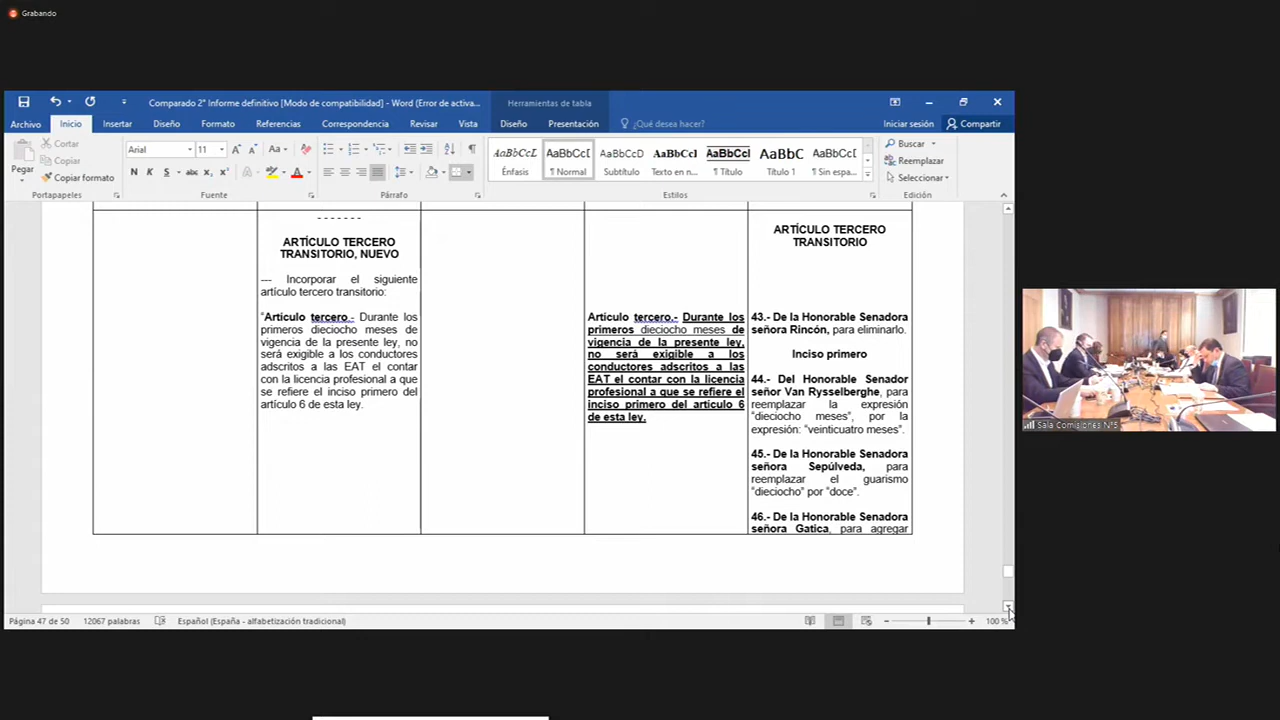 Grabando
Comparado 2° Informe definitivo [Modo de compatibilidad] - Word (Error de activa...
Herramientas de tabla
Archivo
Inicio
Insertar
Diseño
Formato
Referencias
Correspondencia
Revisar
Vista
Diseño
Presentación
¿Qué desea hacer?
Iniciar sesión
Compartir
Pegar
Cortar
Copiar
Copiar formato
Portapapeles
Arial
11
N K S abc x₂ x²
Fuente
Párrafo
AaBbCcL
Énfasis
AaBbCc[
¶ Normal
AaBbCcD
Subtítulo
AaBbCcI
Texto en n...
AaBbCcI
¶ Título
AaBbC
Título 1
AaBbCc[
¶ Sin espa...
Estilos
Buscar
Reemplazar
Seleccionar
Edición
- - - - - - -
ARTÍCULO TERCERO
TRANSITORIO, NUEVO
--- Incorporar el siguiente
artículo tercero transitorio:
“Artículo tercero.- Durante los
primeros dieciocho meses de
vigencia de la presente ley, no
será exigible a los conductores
adscritos a las EAT el contar
con la licencia profesional a que
se refiere el inciso primero del
artículo 6 de esta ley.
Artículo tercero.- Durante los
primeros dieciocho meses de
vigencia de la presente ley,
no será exigible a los
conductores adscritos a las
EAT el contar con la licencia
profesional a que se refiere el
inciso primero del artículo 6
de esta ley.
ARTÍCULO TERCERO
TRANSITORIO
43.- De la Honorable Senadora
señora Rincón, para eliminarlo.
Inciso primero
44.- Del Honorable Senador
señor Van Rysselberghe, para
reemplazar la expresión
“dieciocho meses”, por la
expresión: “veinticuatro meses”.
45.- De la Honorable Senadora
señora Sepúlveda, para
reemplazar el guarismo
“dieciocho” por “doce”.
46.- De la Honorable Senadora
señora Gatica, para agregar
Página 47 de 50
12067 palabras
Español (España - alfabetización tradicional)
100 %
Sala Comisiones N°5